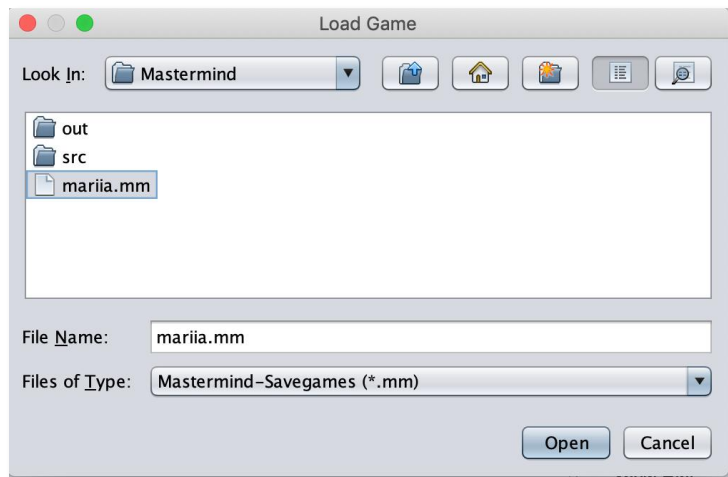 Load Game
Look In: Mastermind
out
src
mariia.mm
File Name: mariia.mm
Files of Type: Mastermind-Savegames (*.mm)
Open Cancel